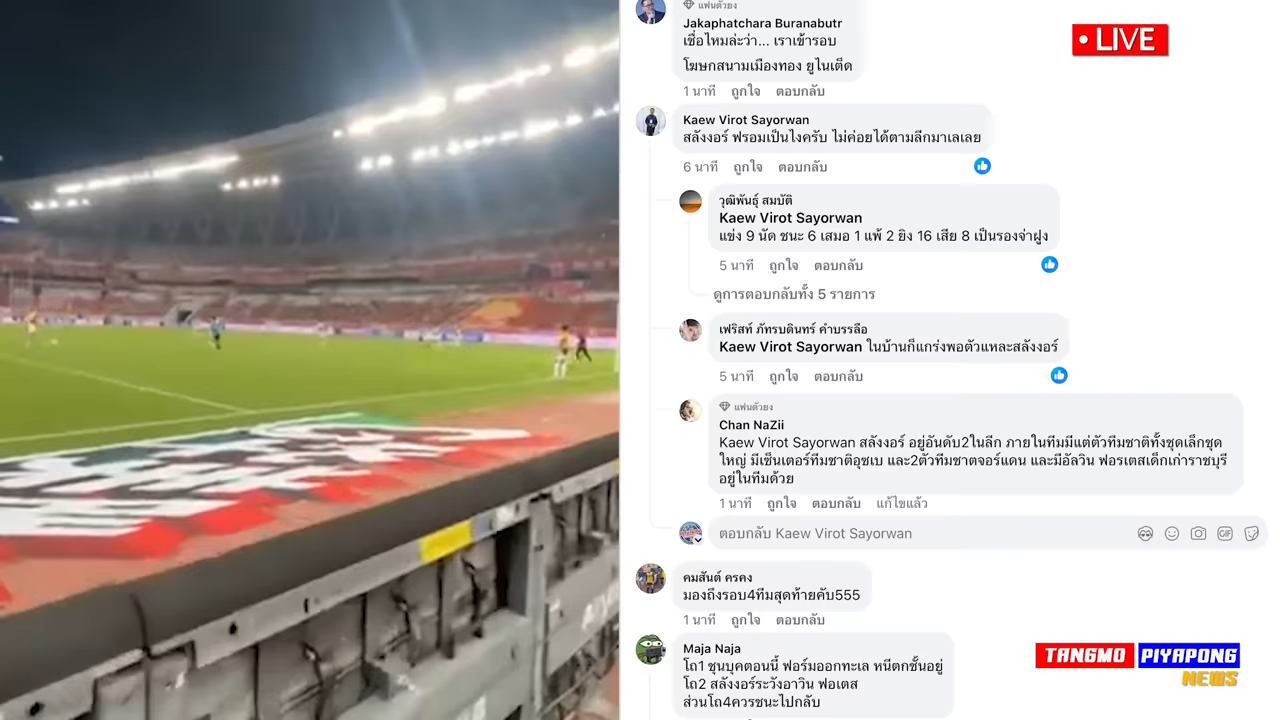 แฟนตัวยง
Jakaphatchara Buranabutr
เชื่อไหมล่ะว่า... เราเข้ารอบ
โฆษกสนามเมืองทอง ยูไนเต็ด
1 นาที ถูกใจ ตอบกลับ
Kaew Virot Sayorwan
สลังงอร์ ฟรอมเป็นไงครับ ไม่ค่อยได้ตามลีกมาเลเลย
6 นาที ถูกใจ ตอบกลับ
วุฒิพันธุ์ สมบัติ
Kaew Virot Sayorwan
แข่ง 9 นัด ชนะ 6 เสมอ 1 แพ้ 2 ยิง 16 เสีย 8 เป็นรองจ่าฝูง
5 นาที ถูกใจ ตอบกลับ
ดูการตอบกลับทั้ง 5 รายการ
เฟริสท์ ภัทรบดินทร์ คำบรรลือ
Kaew Virot Sayorwan ในบ้านก็แกร่งพอตัวแหละสลังงอร์
5 นาที ถูกใจ ตอบกลับ
แฟนตัวยง
Chan NaZii
Kaew Virot Sayorwan สลังงอร์ อยู่อันดับ2ในลีก ภายในทีมมีแต่ตัวทีมชาติทั้งชุดเล็กชุด
ใหญ่ มีเซ็นเตอร์ทีมชาติอุซเบ และ2ตัวทีมชาตจอร์แดน และมีอัลวิน ฟอรเตสเด็กเก่าราชบุรี
อยู่ในทีมด้วย
1 นาที ถูกใจ ตอบกลับ แก้ไขแล้ว
ตอบกลับ Kaew Virot Sayorwan
GIF
คมสันต์ ครคง
มองถึงรอบ4ทีมสุดท้ายคับ555
1 นาที ถูกใจ ตอบกลับ
Maja Naja
โถ1 ชุนบุคตอนนี้ ฟอร์มออกทะเล หนีตกชั้นอยู่
โถ2 สลังงอร์ระวังอาวิน ฟอเตส
ส่วนโถ4ควรชนะไปกลับ
LIVE
TANGMO PIYAPONG
NEWS